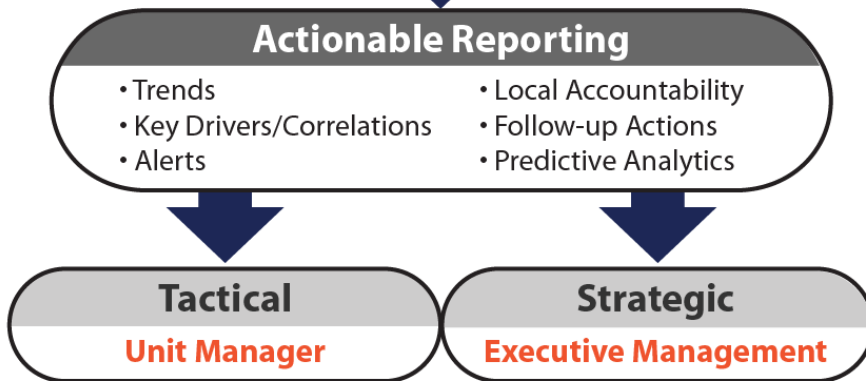 Actionable Reporting
• Trends
• Key Drivers/Correlations
• Alerts
• Local Accountability
• Follow-up Actions
• Predictive Analytics
Tactical
Unit Manager
Strategic
Executive Management